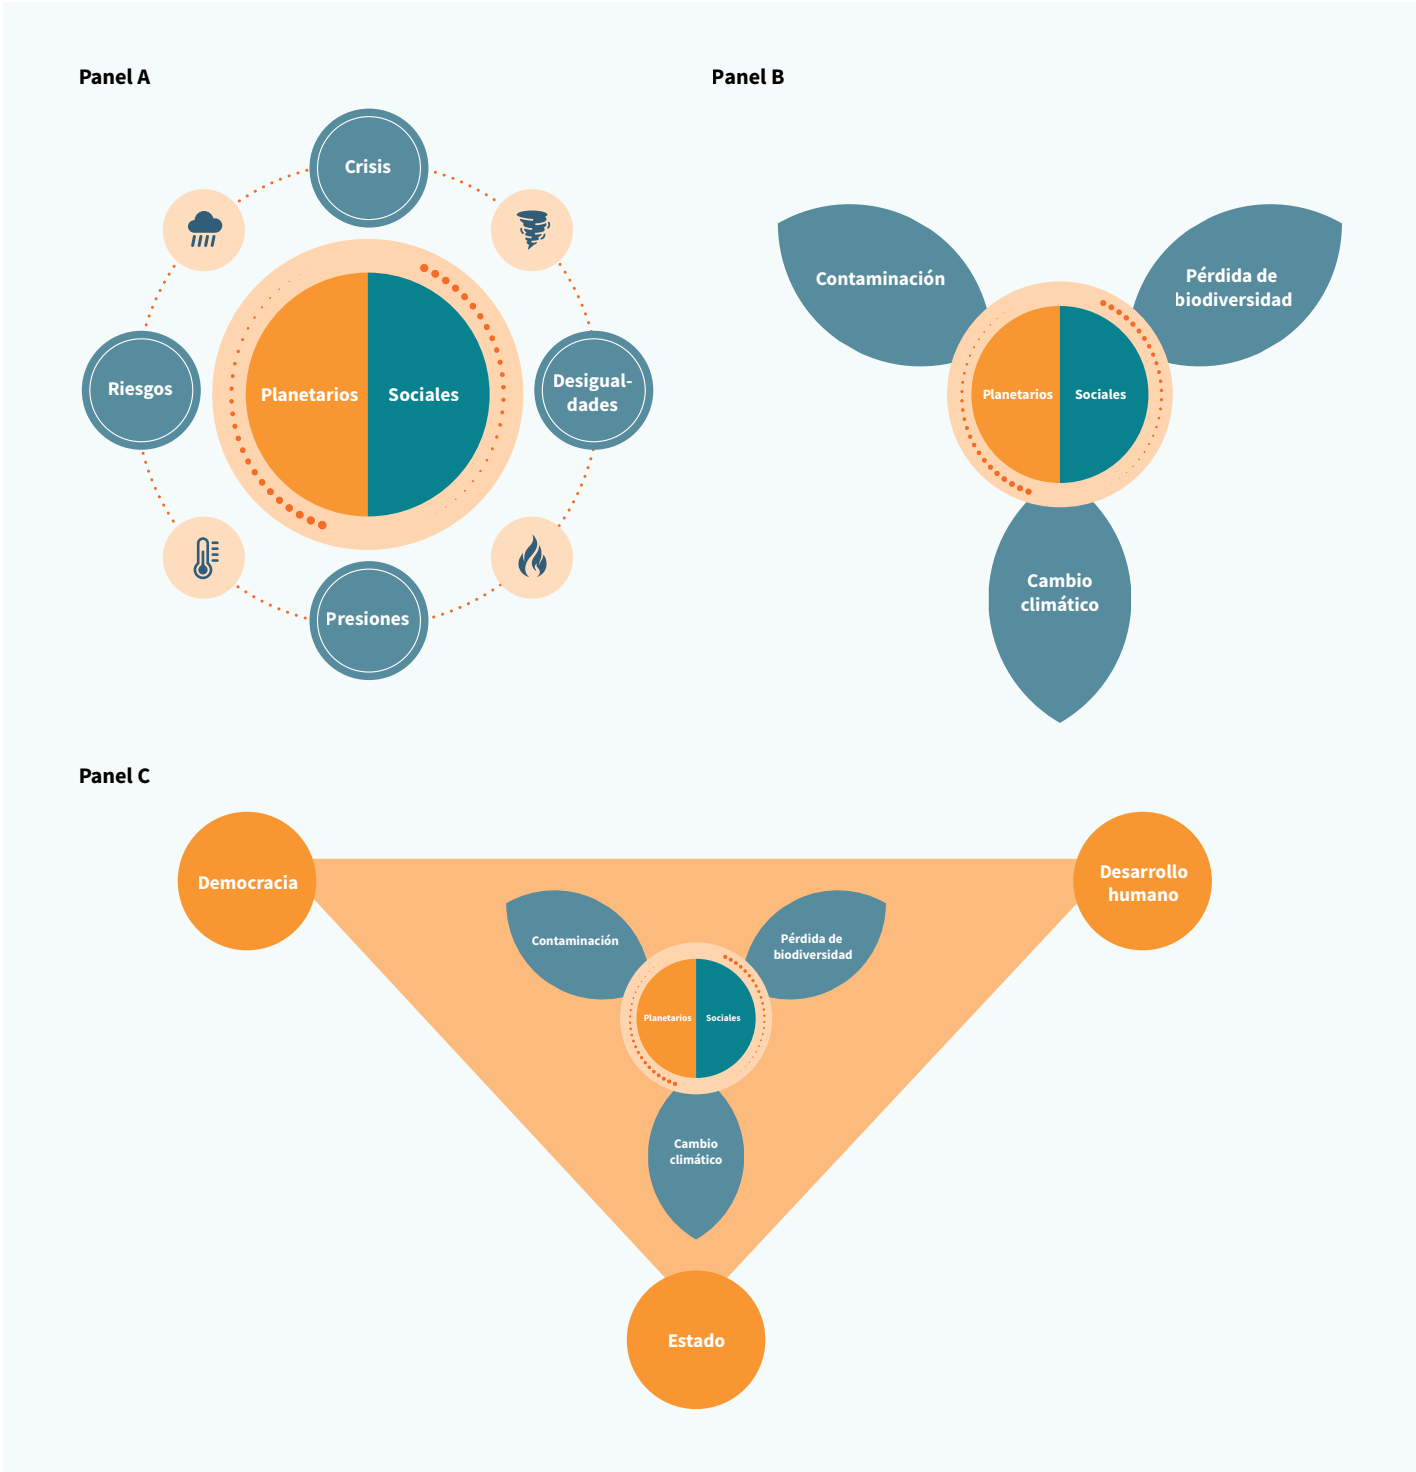 Panel A
Crisis
Riesgos
Planetarios
Sociales
Desigual-
dades
Presiones
Panel B
Contaminación
Pérdida de
biodiversidad
Planetarios
Sociales
Cambio
climático
Panel C
Democracia
Desarrollo
humano
Contaminación
Pérdida de
biodiversidad
Planetarios
Sociales
Cambio
climático
Estado